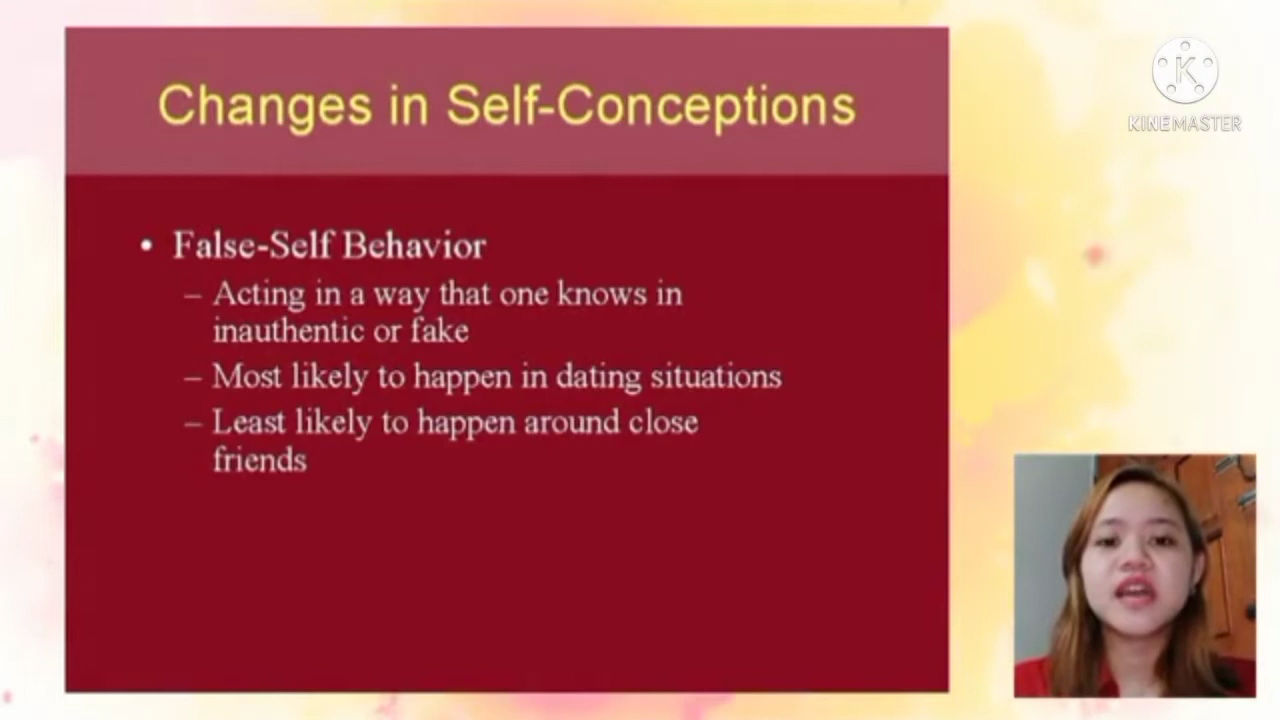 Changes in Self-Conceptions
K
KINEMASTER
• False-Self Behavior
– Acting in a way that one knows in
inauthentic or fake
– Most likely to happen in dating situations
– Least likely to happen around close
friends